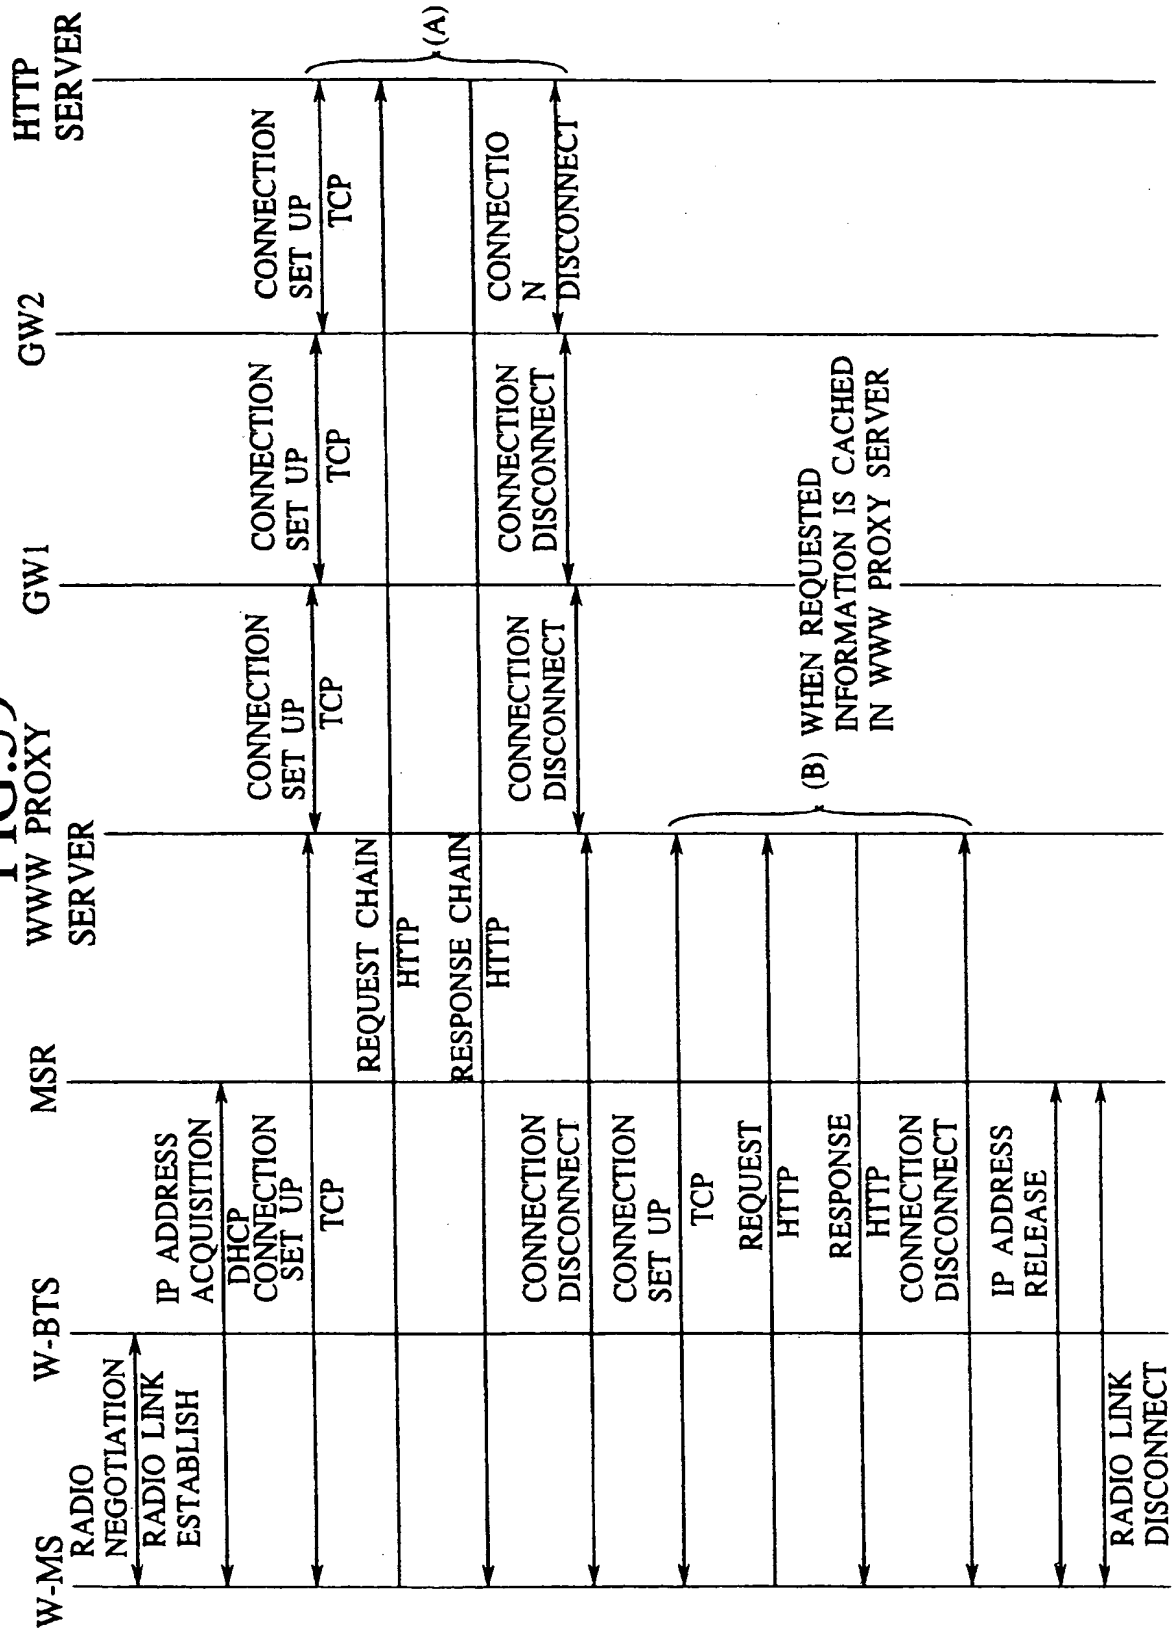 FIG.39
W-MS
W-BTS
MSR
WWW PROXY
SERVER
GW1
GW2
HTTP
SERVER
RADIO
NEGOTIATION
RADIO LINK
ESTABLISH
IP ADDRESS
ACQUISITION
DHCP
CONNECTION
SET UP
TCP
CONNECTION
SET UP
TCP
CONNECTION
SET UP
TCP
CONNECTION
SET UP
TCP
(A)
REQUEST CHAIN
HTTP
RESPONSE CHAIN
HTTP
CONNECTION
DISCONNECT
CONNECTION
DISCONNECT
CONNECTION
DISCONNECT
CONNECTIO
N
DISCONNECT
CONNECTION
SET UP
TCP
REQUEST
HTTP
RESPONSE
HTTP
CONNECTION
DISCONNECT
(B) WHEN REQUESTED
INFORMATION IS CACHED
IN WWW PROXY SERVER
IP ADDRESS
RELEASE
RADIO LINK
DISCONNECT